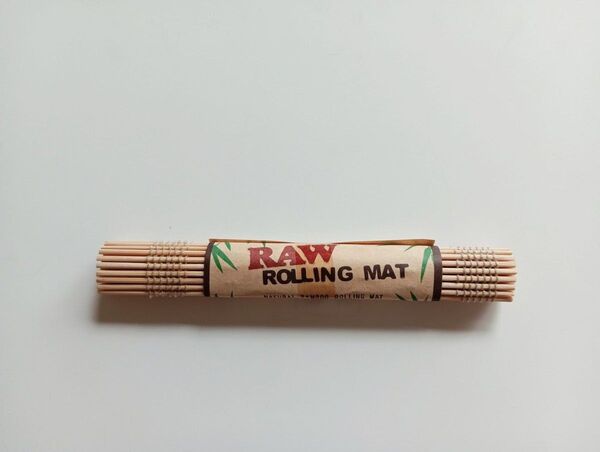 RAW
ROLLING MAT
NATURAL BAMBOO ROLLING MAT